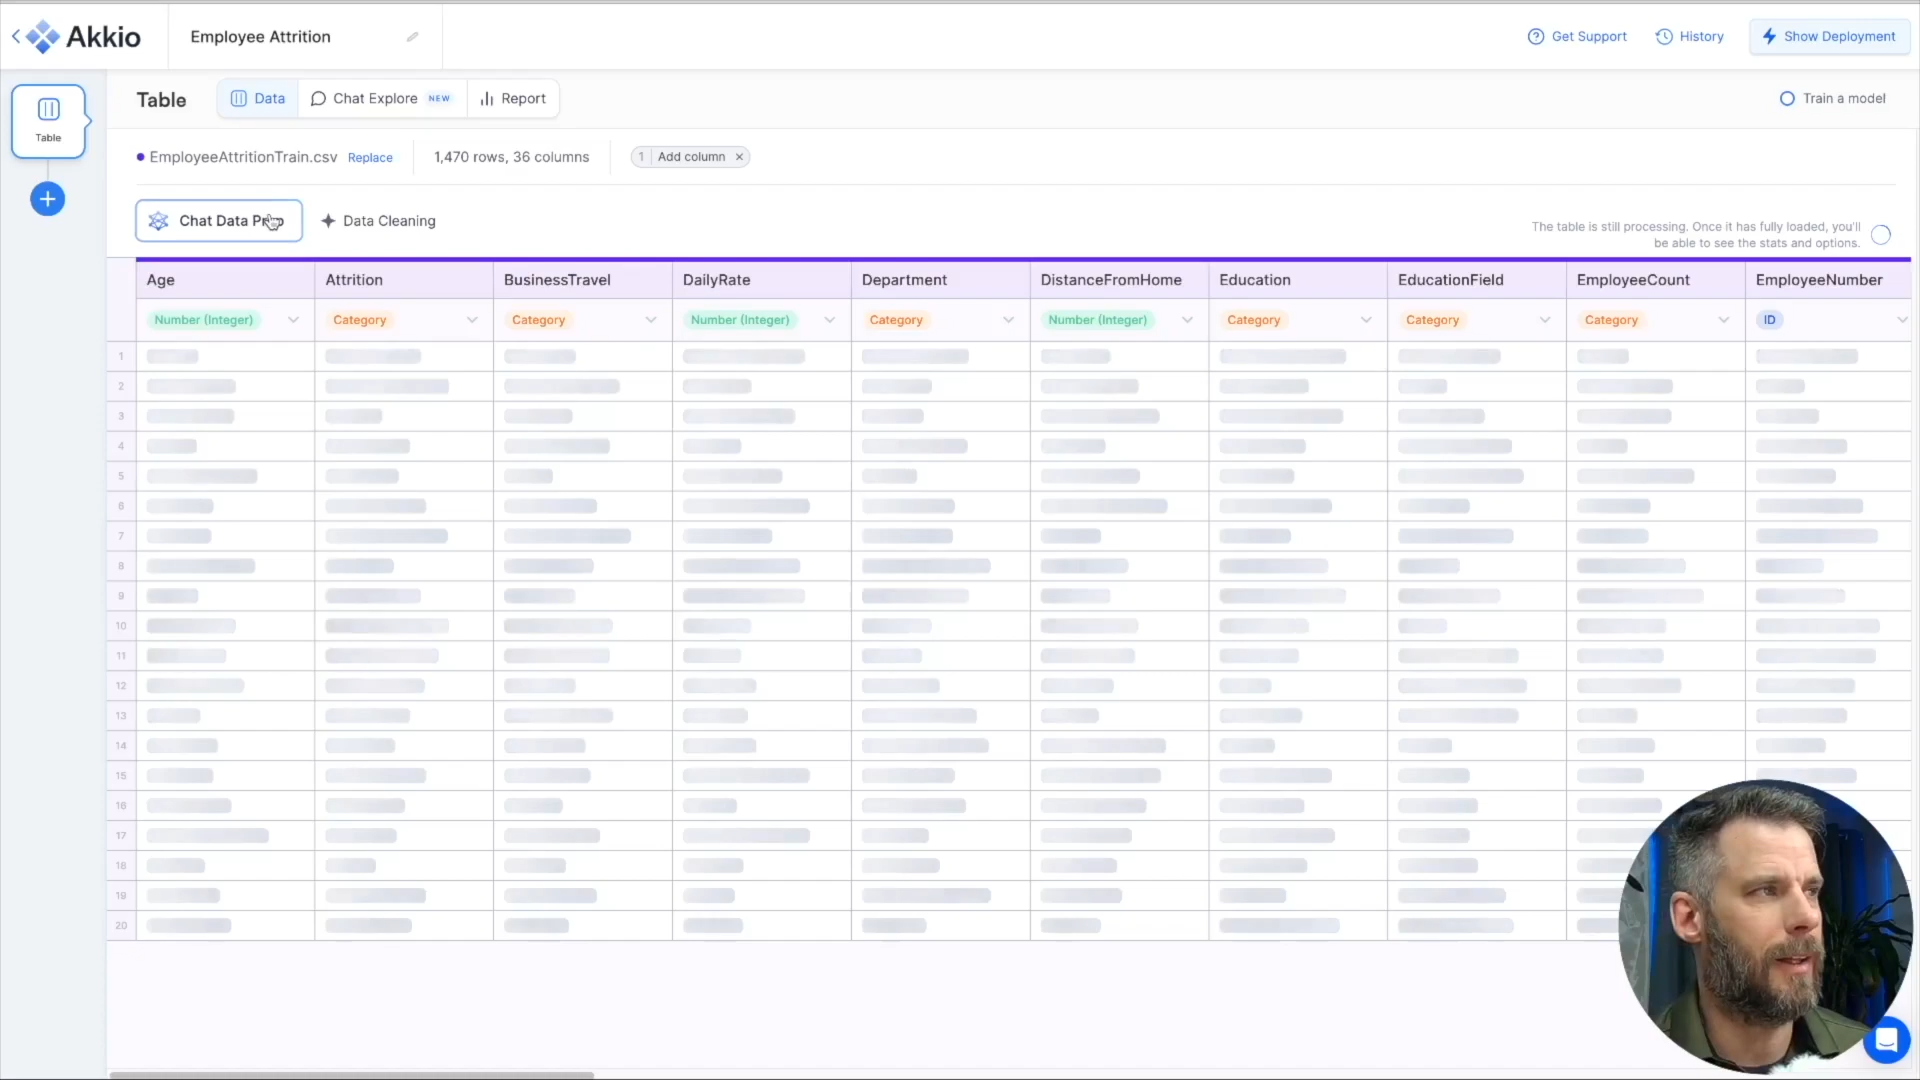 Akkio
Employee Attrition
Get Support
History
Show Deployment
Table
Table
Data
Chat Explore NEW
Report
Train a model
EmployeeAttritionTrain.csv Replace
1,470 rows, 36 columns
1 Add column ×
Chat Data Prep
Data Cleaning
The table is still processing. Once it has fully loaded, you'll
be able to see the stats and options.
Age Attrition BusinessTravel DailyRate Department DistanceFromHome Education EducationField EmployeeCount EmployeeNumber
Number (Integer) Category Category Number (Integer) Category Number (Integer) Category Category Category ID
1
2
3
4
5
6
7
8
9
10
11
12
13
14
15
16
17
18
19
20